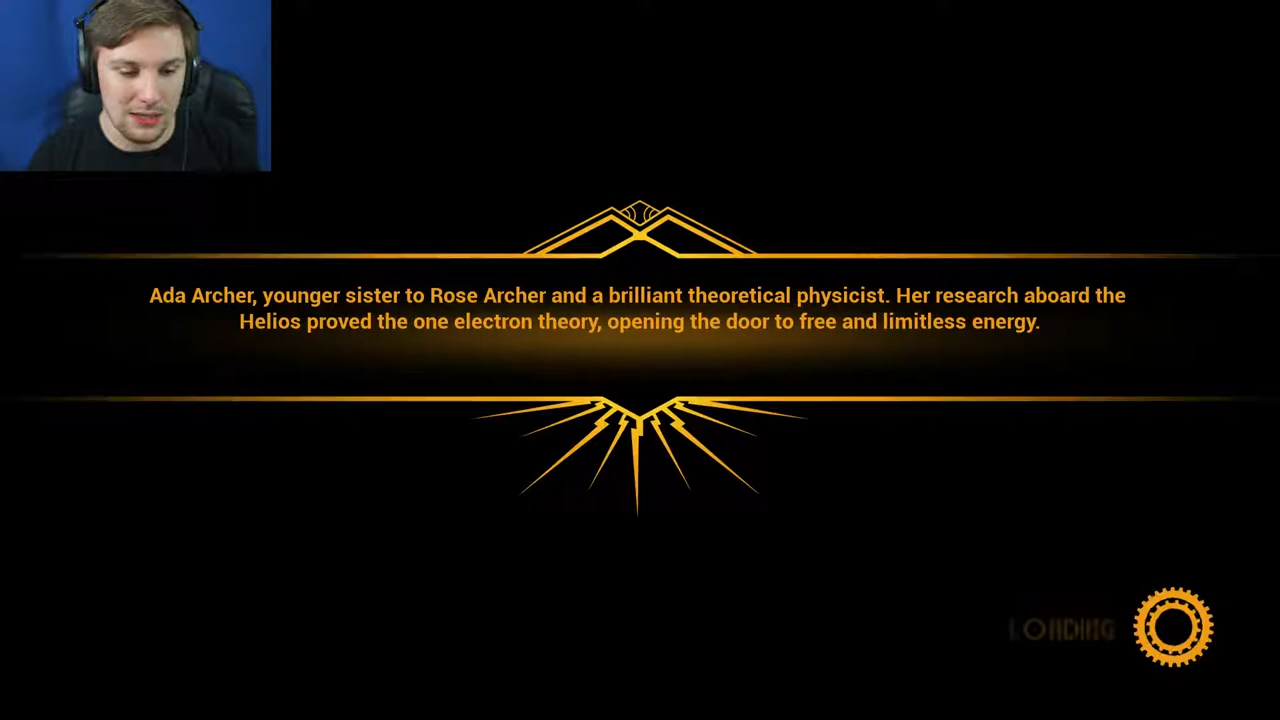 Ada Archer, younger sister to Rose Archer and a brilliant theoretical physicist. Her research aboard the
Helios proved the one electron theory, opening the door to free and limitless energy.
LOADING